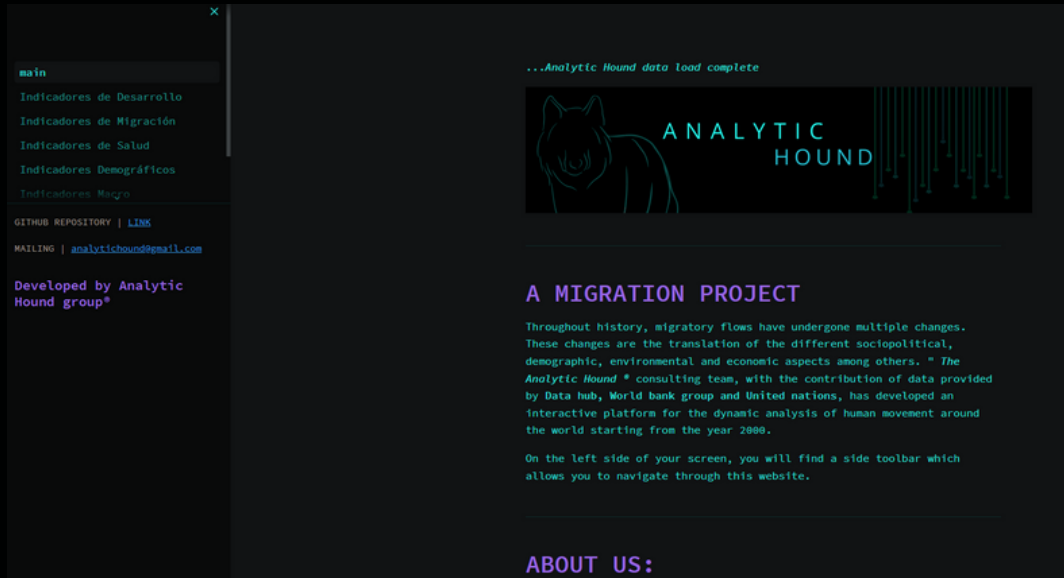 ×
main
Indicadores de Desarrollo
Indicadores de Migración
Indicadores de Salud
Indicadores Demográficos
Indicadores Macro
GITHUB REPOSITORY | LINK
MAILING | analytichound@gmail.com
Developed by Analytic
Hound group®
...Analytic Hound data load complete
ANALYTIC
HOUND
A MIGRATION PROJECT
Throughout history, migratory flows have undergone multiple changes.
These changes are the translation of the different sociopolitical,
demographic, environmental and economic aspects among others. " The
Analytic Hound ® consulting team, with the contribution of data provided
by Data hub, World bank group and United nations, has developed an
interactive platform for the dynamic analysis of human movement around
the world starting from the year 2000.
On the left side of your screen, you will find a side toolbar which
allows you to navigate through this website.
ABOUT US: